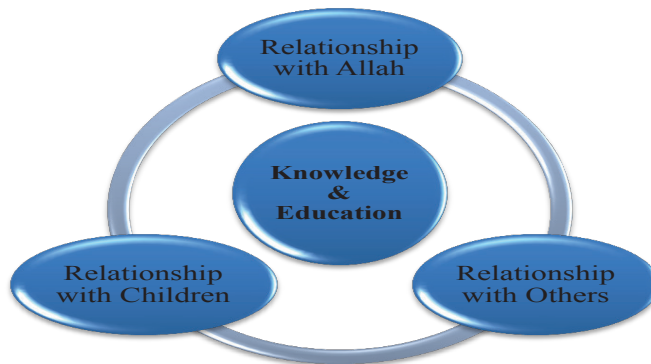 Relationship
with Allah
Knowledge
&
Education
Relationship
with Children
Relationship
with Others